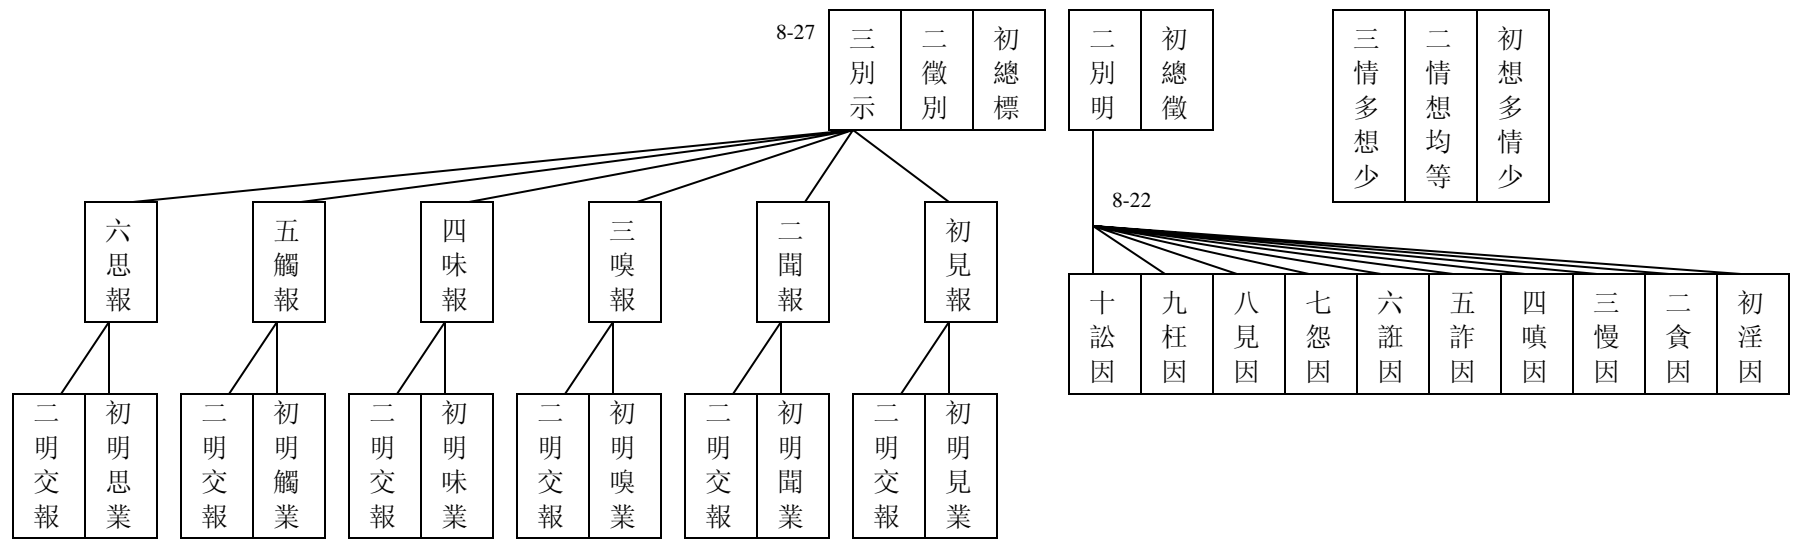 初想多情少
二情想均等
三情多想少
初總徵
二別明
8-22
初淫因
二貪因
三慢因
四嗔因
五詐因
六誑因
七怨因
八見因
九枉因
十訟因
初總標
二徵別
三別示
8-27
初見報
二聞報
三嗅報
四味報
五觸報
六思報
初明見業
二明交報
初明聞業
二明交報
初明嗅業
二明交報
初明味業
二明交報
初明觸業
二明交報
初明思業
二明交報